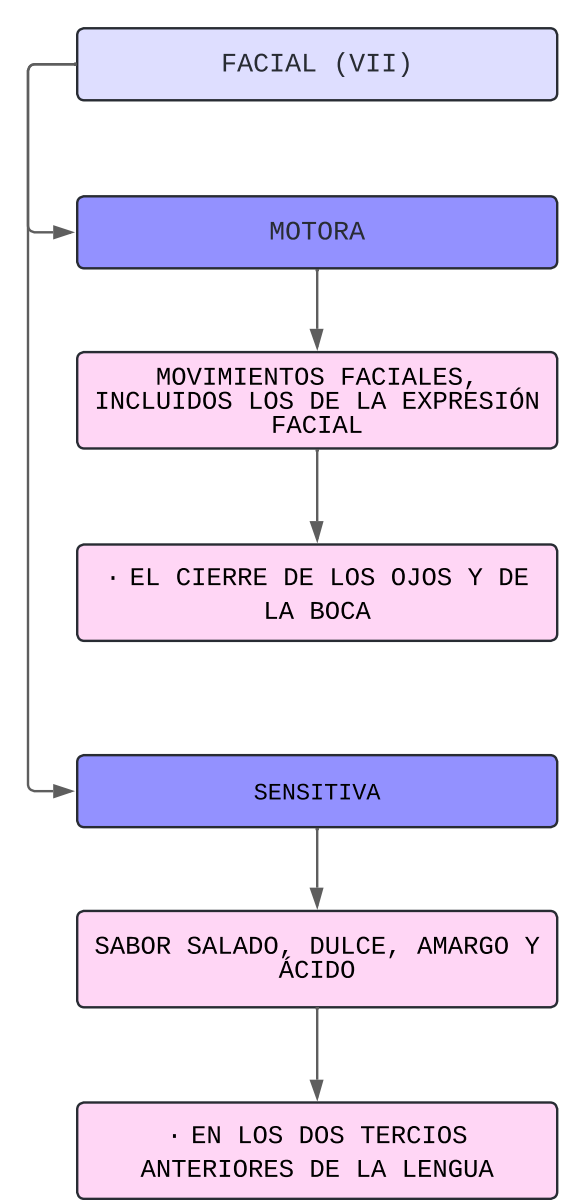 FACIAL (VII)
MOTORA
MOVIMIENTOS FACIALES,
INCLUIDOS LOS DE LA EXPRESIÓN
FACIAL
· EL CIERRE DE LOS OJOS Y DE
LA BOCA
SENSITIVA
SABOR SALADO, DULCE, AMARGO Y
ÁCIDO
· EN LOS DOS TERCIOS
ANTERIORES DE LA LENGUA